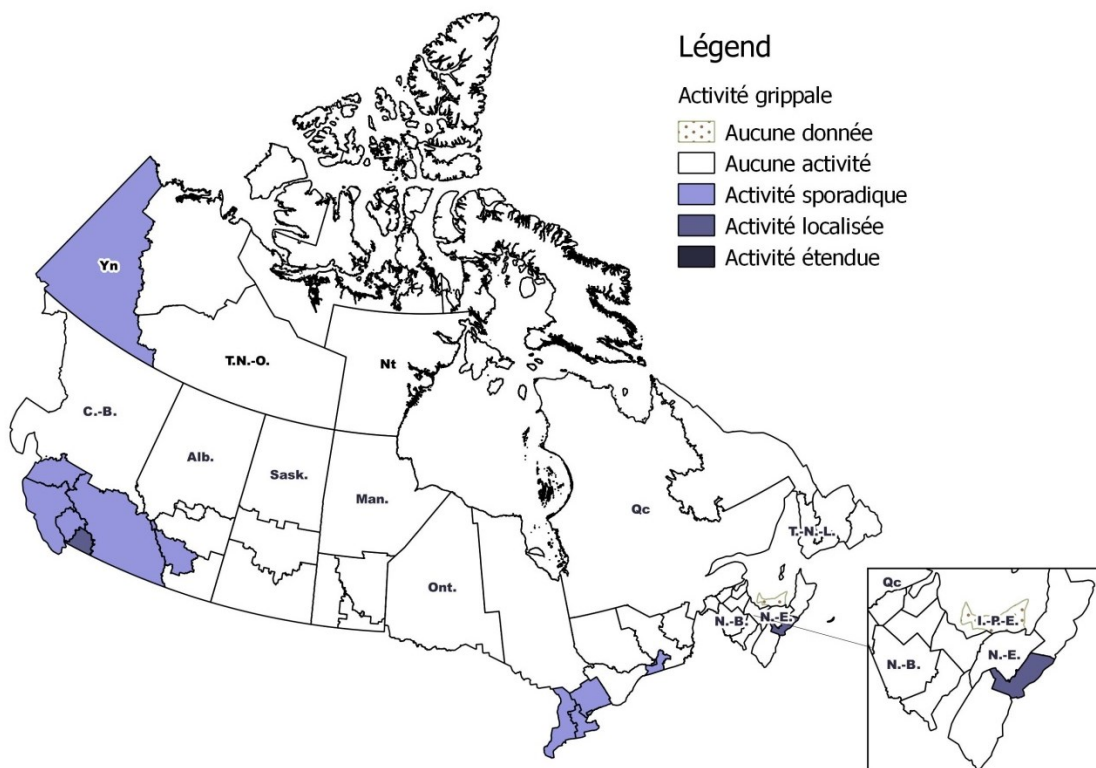 Légend
Activité grippale
Aucune donnée
Aucune activité
Activité sporadique
Activité localisée
Activité étendue
Yn
T.N.-O.
Nt
C.-B.
Alb.
Sask.
Man.
Ont.
Qc
T.-N.-L.
N.-B.
N.-E.
Qc
I.-P.-E.
N.-E.
N.-B.